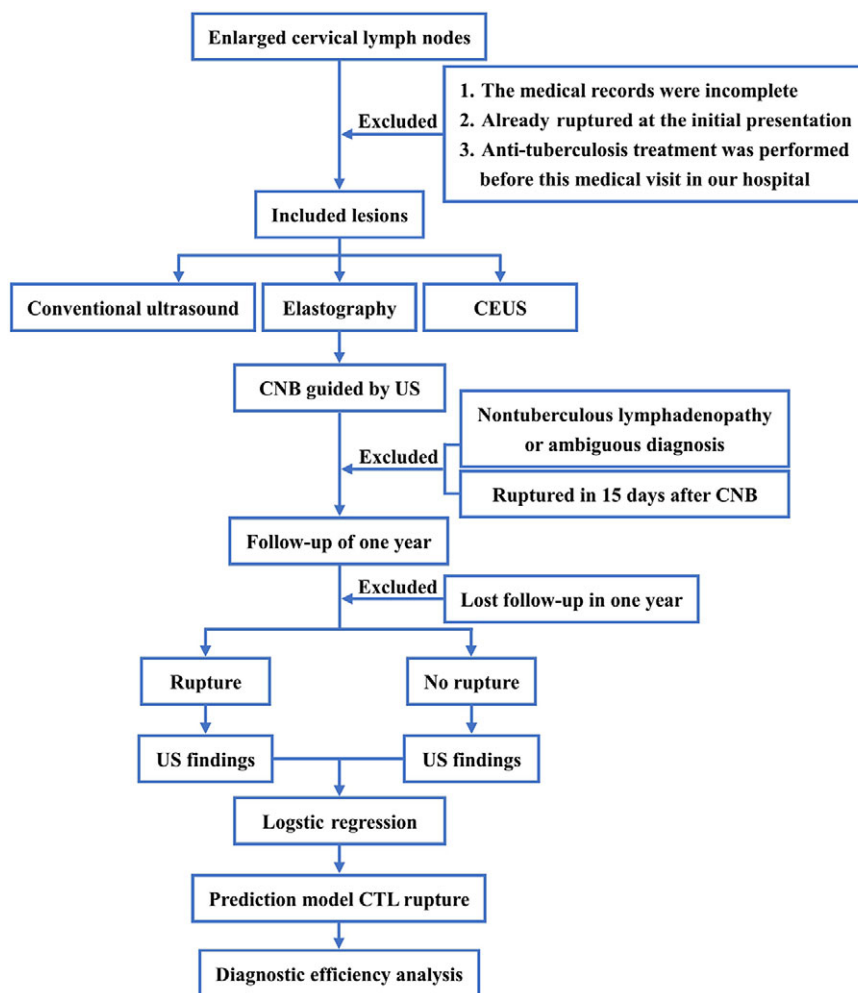 Enlarged cervical lymph nodes
Excluded
1. The medical records were incomplete
2. Already ruptured at the initial presentation
3. Anti-tuberculosis treatment was performed
before this medical visit in our hospital
Included lesions
Conventional ultrasound
Elastography
CEUS
CNB guided by US
Excluded
Nontuberculous lymphadenopathy
or ambiguous diagnosis
Ruptured in 15 days after CNB
Follow-up of one year
Excluded
Lost follow-up in one year
Rupture
No rupture
US findings
US findings
Logstic regression
Prediction model CTL rupture
Diagnostic efficiency analysis